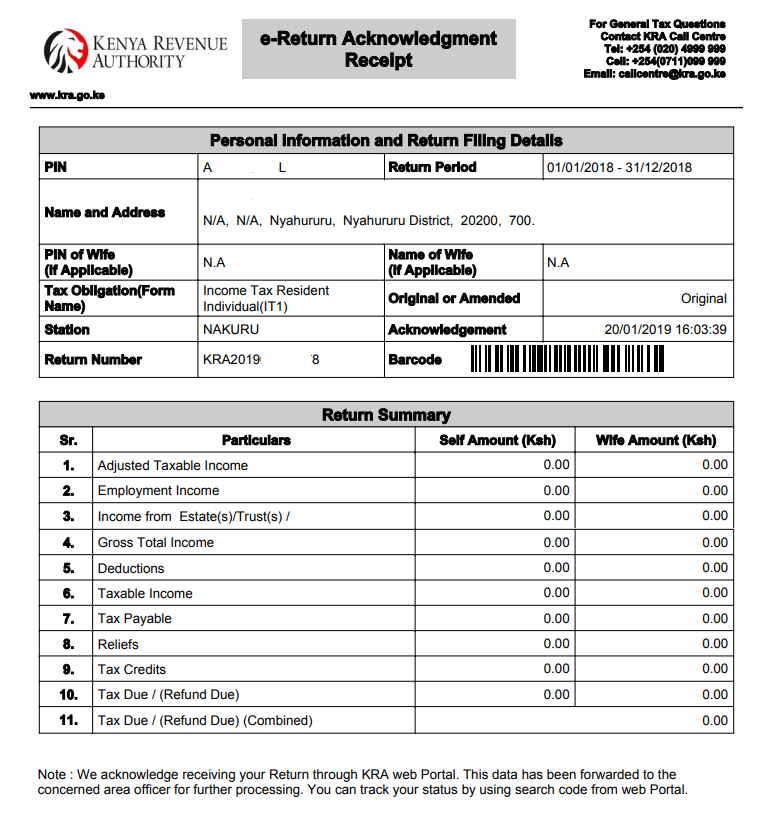 KENYA REVENUE
AUTHORITY
www.kra.go.ke
e-Return Acknowledgment
Receipt
For General Tax Questions
Contact KRA Call Centre
Tel: +254 (020) 4999 999
Cell: +254(0711)099 999
Email: callcentre@kra.go.ke
Personal Information and Return Filing Details
PIN A L Return Period 01/01/2018 - 31/12/2018
Name and Address N/A, N/A, Nyahururu, Nyahururu District, 20200, 700.
PIN of Wife
(if Applicable) N.A Name of Wife
(if Applicable) N.A
Tax Obligation(Form
Name) Income Tax Resident
Individual(IT1) Original or Amended Original
Station NAKURU Acknowledgement 20/01/2019 16:03:39
Return Number KRA2019 8 Barcode
Return Summary
Sr. Particulars Self Amount (Ksh) Wife Amount (Ksh)
1. Adjusted Taxable Income 0.00 0.00
2. Employment Income 0.00 0.00
3. Income from Estate(s)/Trust(s) / 0.00 0.00
4. Gross Total Income 0.00 0.00
5. Deductions 0.00 0.00
6. Taxable Income 0.00 0.00
7. Tax Payable 0.00 0.00
8. Reliefs 0.00 0.00
9. Tax Credits 0.00 0.00
10. Tax Due / (Refund Due) 0.00 0.00
11. Tax Due / (Refund Due) (Combined) 0.00
Note : We acknowledge receiving your Return through KRA web Portal. This data has been forwarded to the
concerned area officer for further processing. You can track your status by using search code from web Portal.